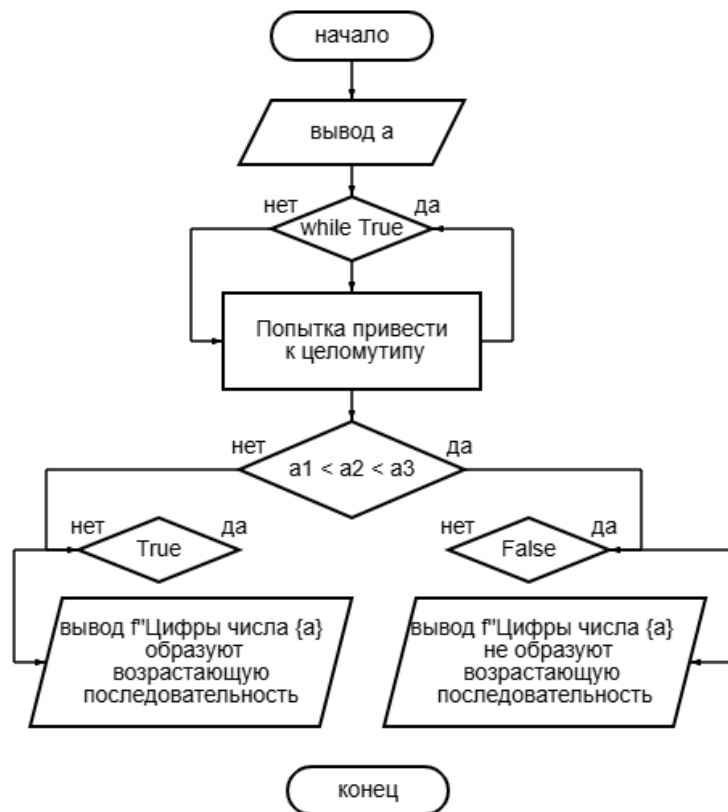 начало
вывод a
нет
да
while True
Попытка привести
к целомутипу
нет
да
a1 < a2 < a3
нет
да
True
нет
да
False
вывод f"Цифры числа {a}
образуют
возрастающую
последовательность
вывод f"Цифры числа {a}
не образуют
возрастающую
последовательность
конец